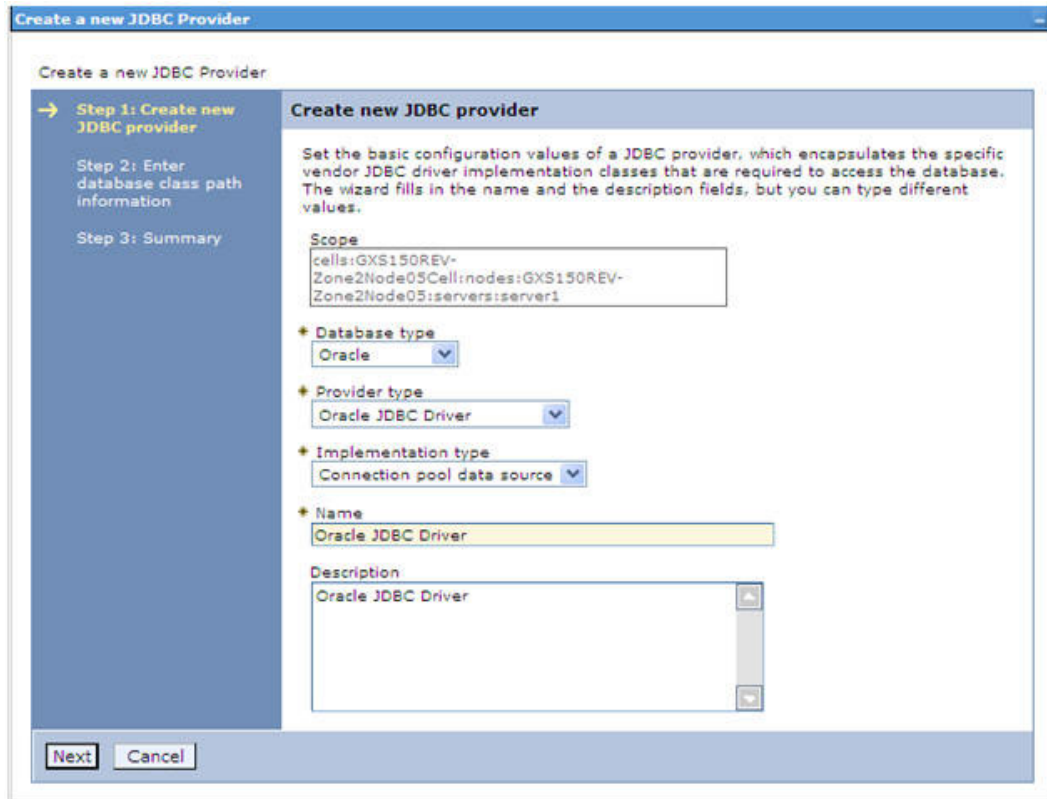 Create a new JDBC Provider
Create a new JDBC Provider
Step 1: Create new
JDBC provider
Step 2: Enter
database class path
information
Step 3: Summary
Create new JDBC provider
Set the basic configuration values of a JDBC provider, which encapsulates the specific
vendor JDBC driver implementation classes that are required to access the database.
The wizard fills in the name and the description fields, but you can type different
values.
Scope
cells:GXS150REV-
Zone2Node05Cell:nodes:GXS150REV-
Zone2Node05:servers:server1
Database type
Oracle
Provider type
Oracle JDBC Driver
Implementation type
Connection pool data source
Name
Oracle JDBC Driver
Description
Oracle JDBC Driver
Next
Cancel